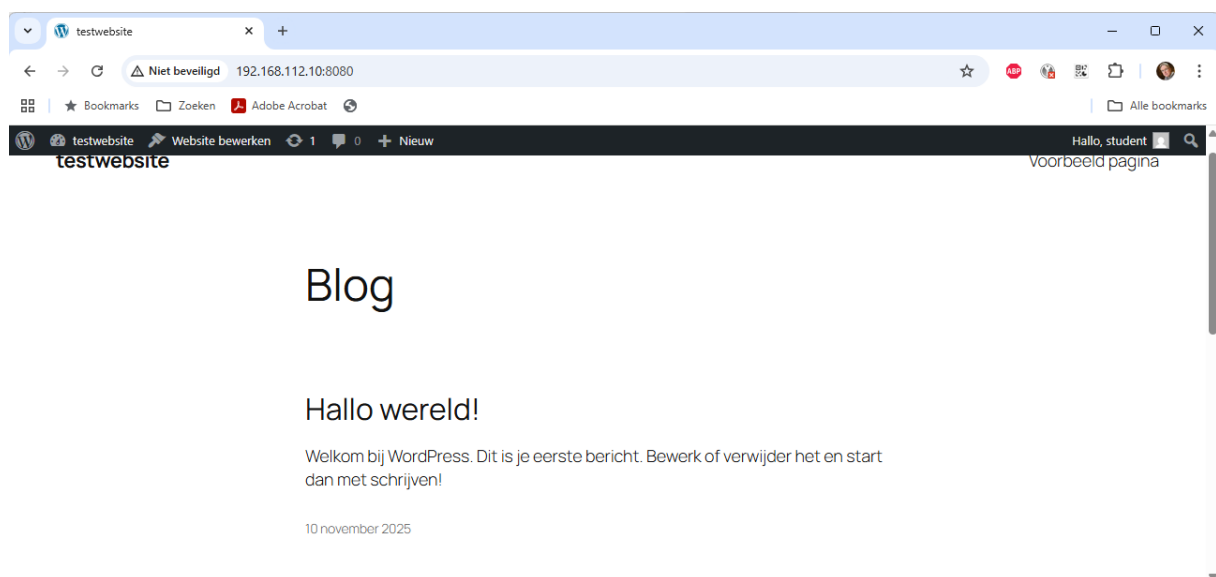 testwebsite
Niet beveiligd 192.168.112.10:8080
ABP
Bookmarks Zoeken Adobe Acrobat Alle bookmarks
testwebsite Website bewerken 1 0 Nieuw Hallo, student
testwebsite Voorbeeld pagina
Blog
Hallo wereld!
Welkom bij WordPress. Dit is je eerste bericht. Bewerk of verwijder het en start
dan met schrijven!
10 november 2025